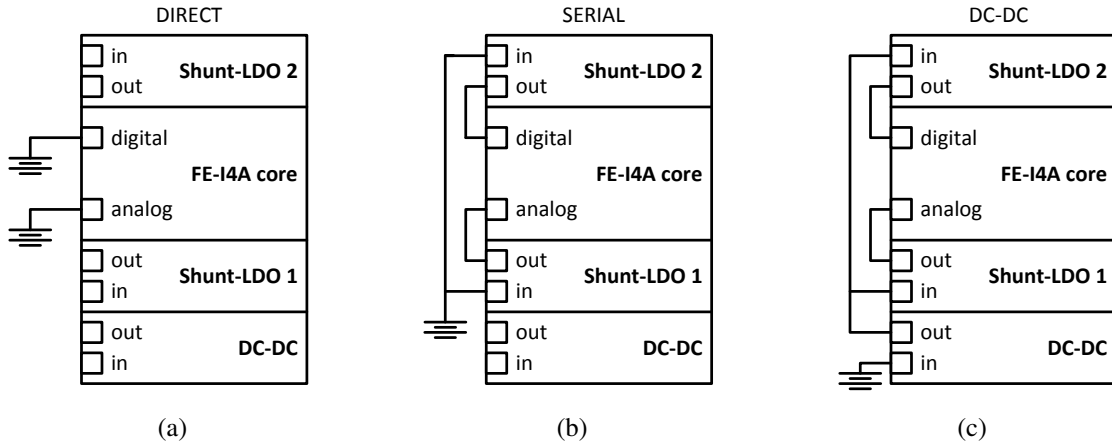 DIRECT
in
Shunt-LDO 2
out
digital
FE-I4A core
analog
out
Shunt-LDO 1
in
out
DC-DC
in
(a)
SERIAL
in
Shunt-LDO 2
out
digital
FE-I4A core
analog
out
Shunt-LDO 1
in
out
DC-DC
in
(b)
DC-DC
in
Shunt-LDO 2
out
digital
FE-I4A core
analog
out
Shunt-LDO 1
in
out
DC-DC
in
(c)